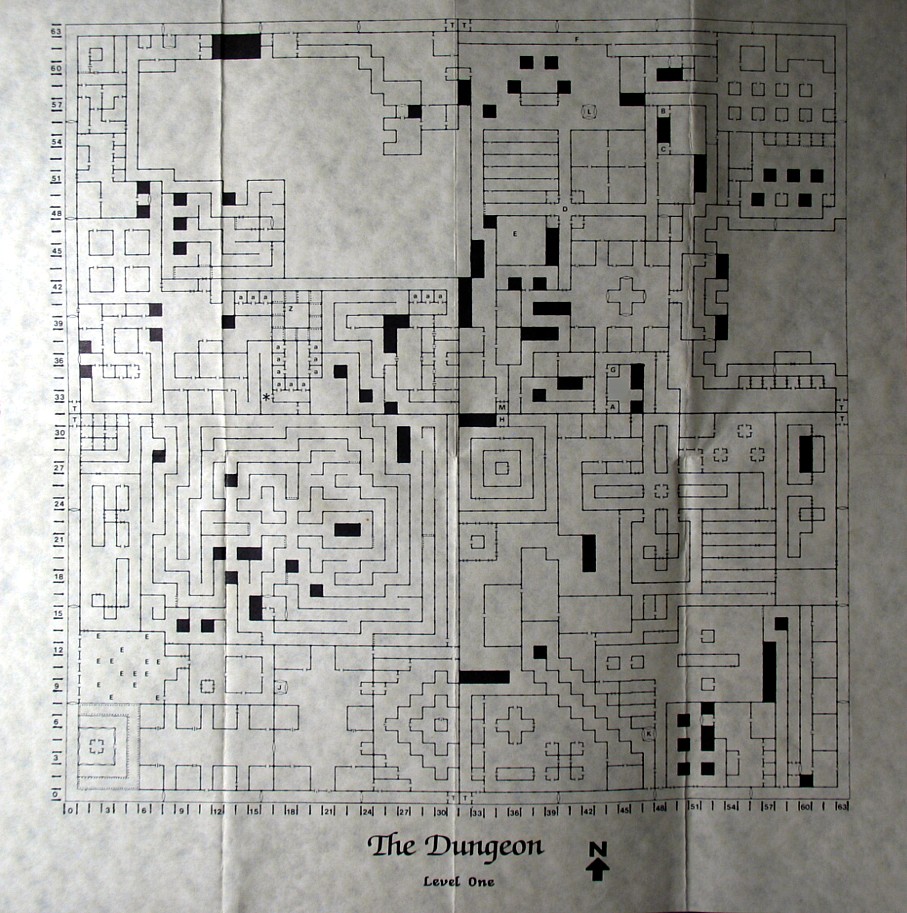 63
T T
F
60
57
L
B
54
C
51
48
D
E
45
42
a a a
a a a
Z
39
a a
a a
36
a a
G
a a a
33
*
M
A
T
T
H
T
T
30
27
24
21
18
15
E E
12
E
E E E E
E E E
9
E E
J
E E
6
K
3
0
T T
0 3 6 9 12 15 18 21 24 27 30 33 36 39 42 45 48 51 54 57 60 63
The Dungeon
N
Level One